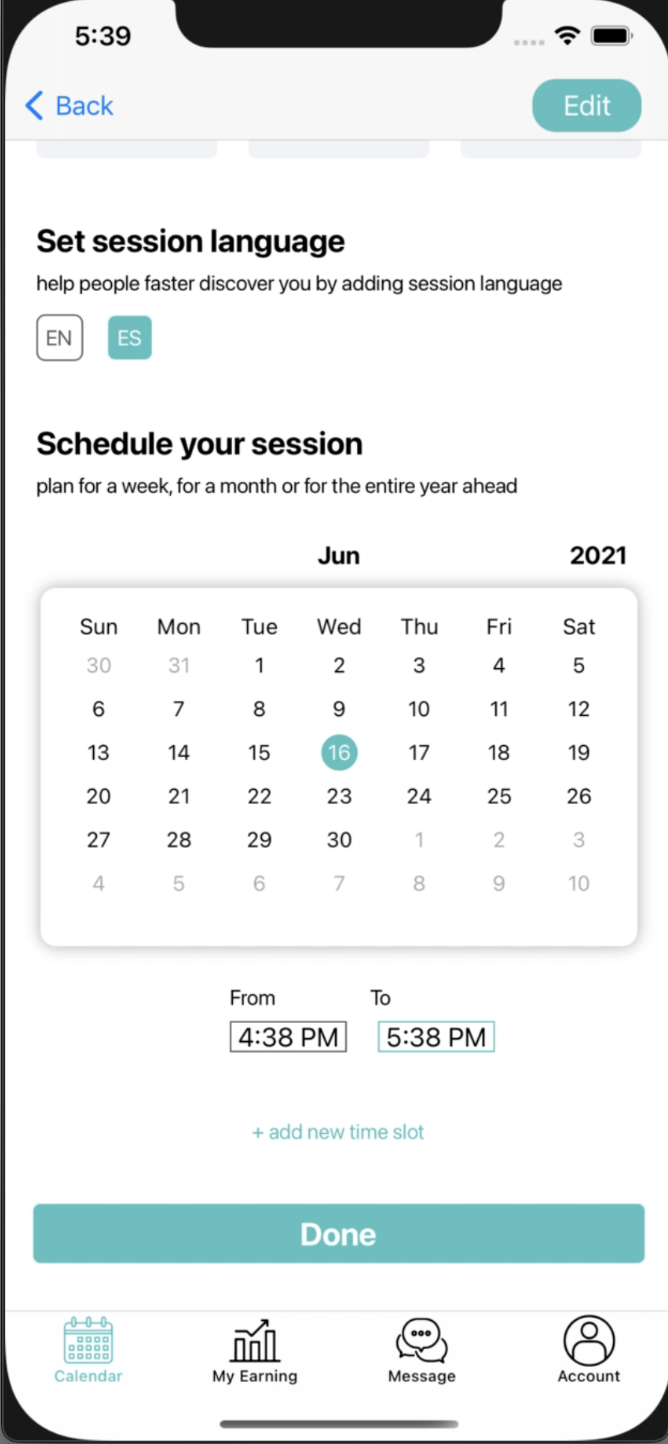 5:39
Back Edit
Set session language
help people faster discover you by adding session language
EN ES
Schedule your session
plan for a week, for a month or for the entire year ahead
Jun 2021
Sun Mon Tue Wed Thu Fri Sat
30 31 1 2 3 4 5
6 7 8 9 10 11 12
13 14 15 16 17 18 19
20 21 22 23 24 25 26
27 28 29 30 1 2 3
4 5 6 7 8 9 10
From To
4:38 PM 5:38 PM
+ add new time slot
Done
Calendar My Earning Message Account